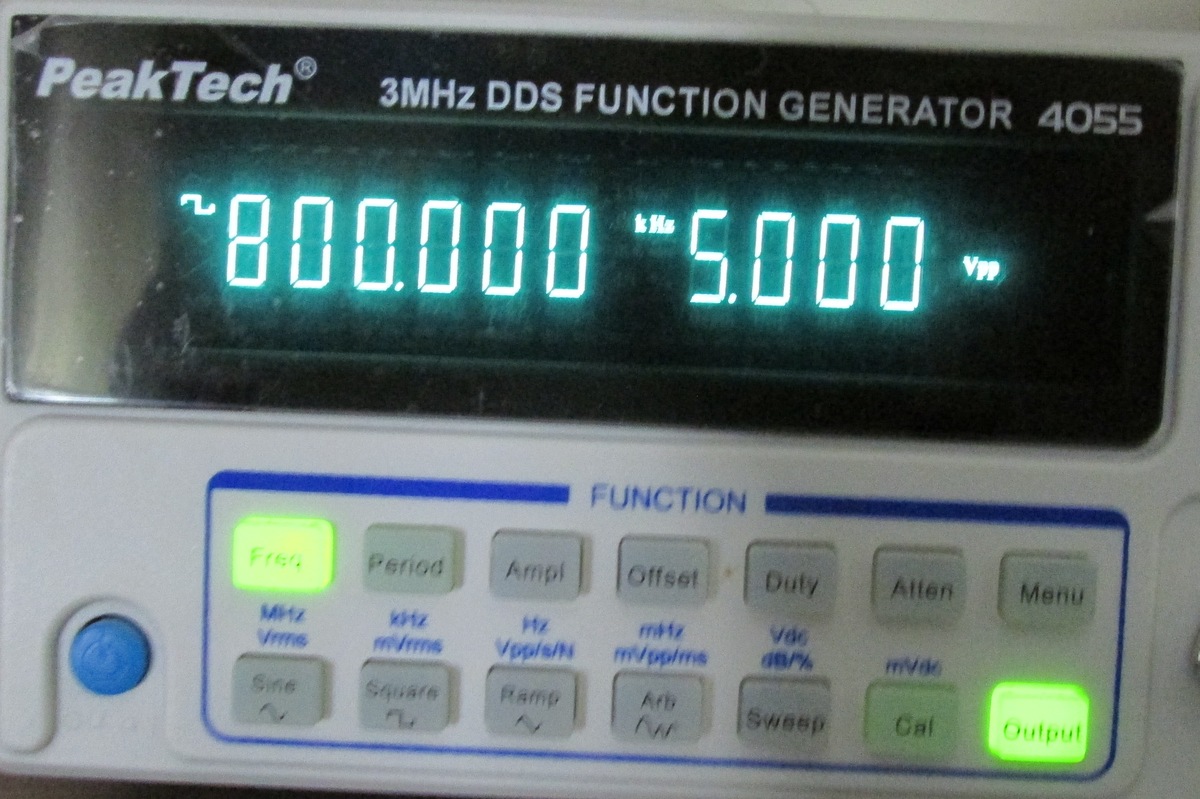 PeakTech® 3MHz DDS FUNCTION GENERATOR 4055
800.000 kHz 5.000 Vpp
FUNCTION
Freq Period Ampl Offset Duty Atten Menu
MHz kHz Hz mHz Vdc
Vrms mVrms Vpp/s/N mVpp/ms dB/% mVdc
Sine Square Ramp Arb Sweep Cal Output